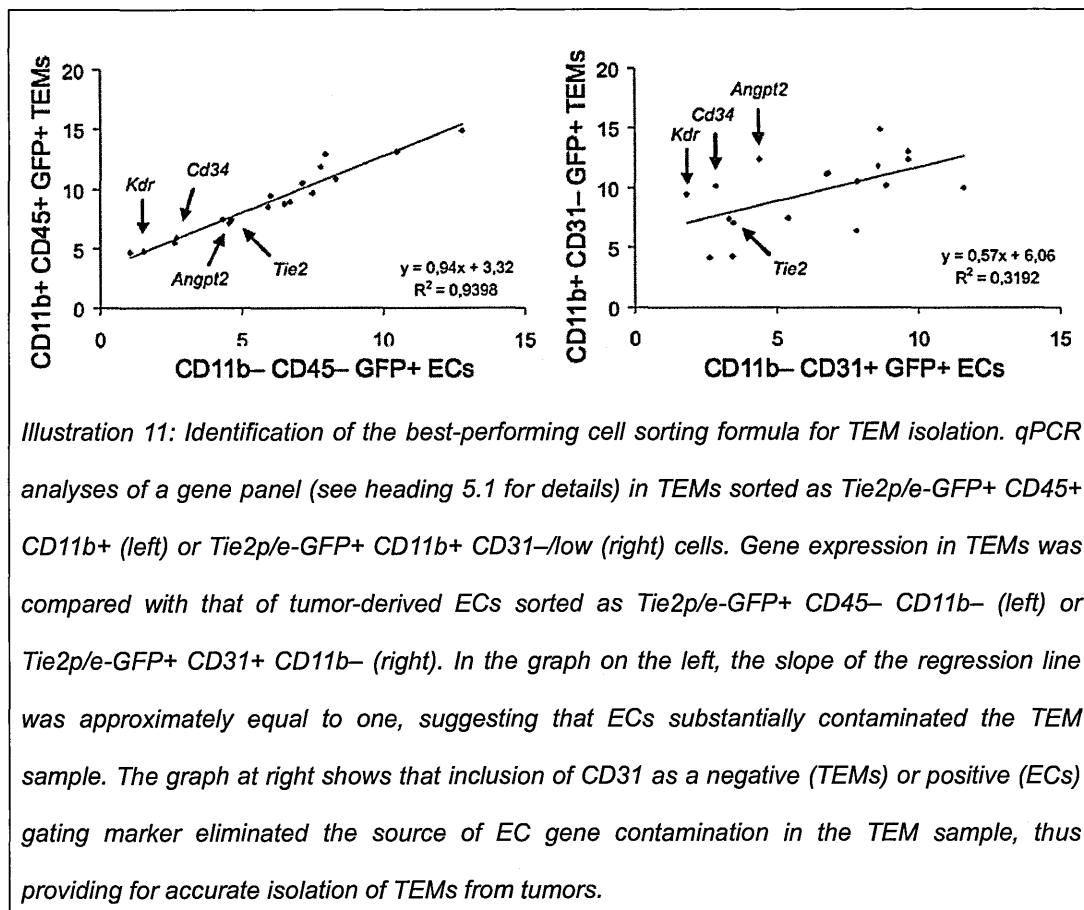 20
15
10
5
0
CD11b+ CD45+ GFP+ TEMs
Kdr
Cd34
Angpt2
Tie2
y = 0,94x + 3,32
R² = 0,9398
0 5 10 15
CD11b– CD45– GFP+ ECs
20
15
10
5
0
CD11b+ CD31– GFP+ TEMs
Kdr
Cd34
Angpt2
Tie2
y = 0,57x + 6,06
R² = 0,3192
0 5 10 15
CD11b– CD31+ GFP+ ECs
Illustration 11: Identification of the best-performing cell sorting formula for TEM isolation. qPCR
analyses of a gene panel (see heading 5.1 for details) in TEMs sorted as Tie2p/e-GFP+ CD45+
CD11b+ (left) or Tie2p/e-GFP+ CD11b+ CD31–/low (right) cells. Gene expression in TEMs was
compared with that of tumor-derived ECs sorted as Tie2p/e-GFP+ CD45– CD11b– (left) or
Tie2p/e-GFP+ CD31+ CD11b– (right). In the graph on the left, the slope of the regression line
was approximately equal to one, suggesting that ECs substantially contaminated the TEM
sample. The graph at right shows that inclusion of CD31 as a negative (TEMs) or positive (ECs)
gating marker eliminated the source of EC gene contamination in the TEM sample, thus
providing for accurate isolation of TEMs from tumors.